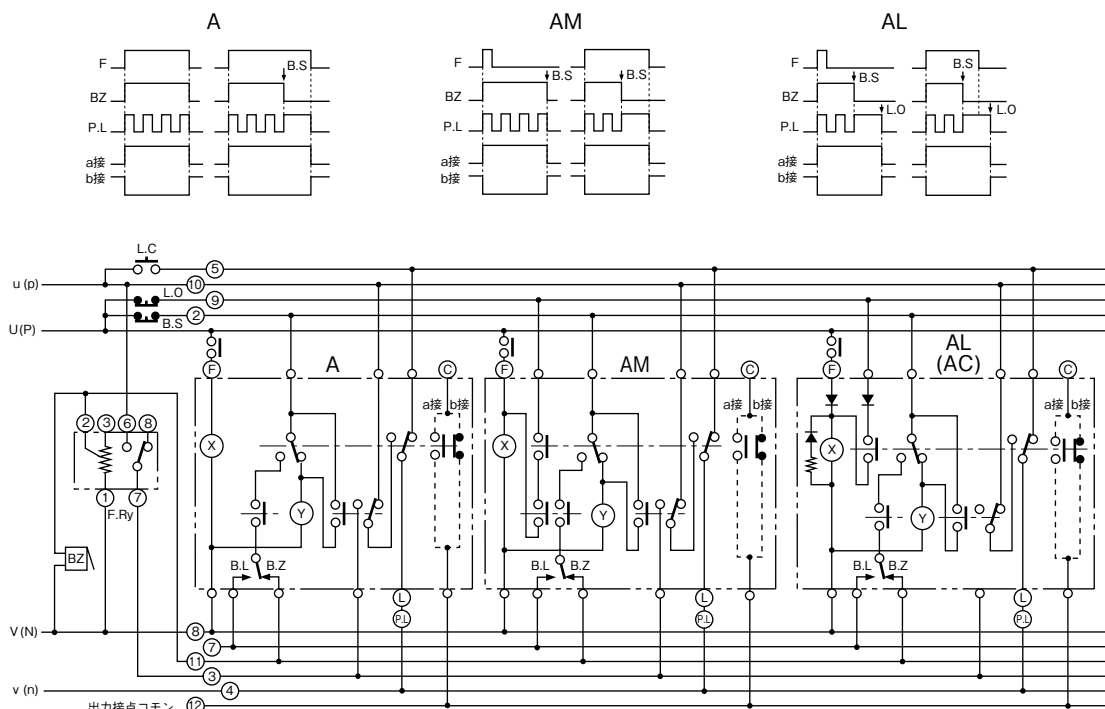 A AM AL
F B.S F B.S B.S F B.S B.S
BZ BZ BZ L.O L.O
P.L P.L P.L
a接 a接 a接
b接 b接 b接
L.C
⑤
u (p) ⑩
L.O ⑨
② B.S
U(P)
A AM AL
(AC)
F C F C F C
a接 b接 a接 b接 a接 b接
② ③ ⑥ ⑧
X X X
① ⑦
F.Ry
Y Y Y
BZ
B.L B.Z B.L B.Z B.L B.Z
L L L
P.L P.L P.L
V(N) ⑧
⑦
⑪
③
v (n) ④
出力接点コモン ⑫